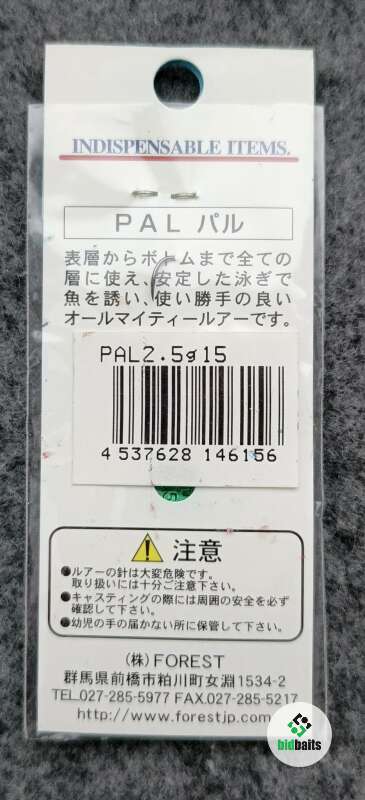 INDISPENSABLE ITEMS.
PAL パル
表層からボトムまで全ての
層に使え、安定した泳ぎで
魚を誘い、使い勝手の良い
オールマイティールアーです。
PAL2.5g15
4 537628 146156
注意
●ルアーの針は大変危険です。
取り扱いには十分ご注意下さい。
●キャスティングの際には周囲の安全を必ず
確認して下さい。
●幼児の手の届かない所に保管して下さい。
(株) FOREST
群馬県前橋市粕川町女淵1534-2
TEL.027-285-5977 FAX.027-285-5217
http://www.forestjp.com
bidbaits